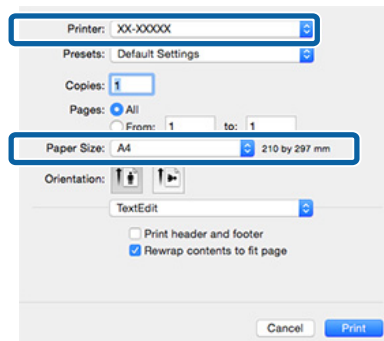 Printer: XX-XXXXX
Presets: Default Settings
Copies: 1
Pages: All
From: 1 to: 1
Paper Size: A4 210 by 297 mm
Orientation:
TextEdit
Print header and footer
Rewrap contents to fit page
Cancel Print